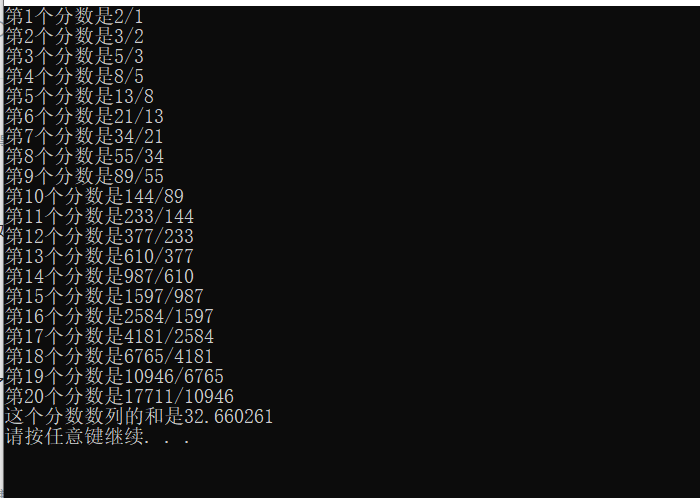 第1个分数是2/1
第2个分数是3/2
第3个分数是5/3
第4个分数是8/5
第5个分数是13/8
第6个分数是21/13
第7个分数是34/21
第8个分数是55/34
第9个分数是89/55
第10个分数是144/89
第11个分数是233/144
第12个分数是377/233
第13个分数是610/377
第14个分数是987/610
第15个分数是1597/987
第16个分数是2584/1597
第17个分数是4181/2584
第18个分数是6765/4181
第19个分数是10946/6765
第20个分数是17711/10946
这个分数数列的和是32.660261
请按任意键继续. . .